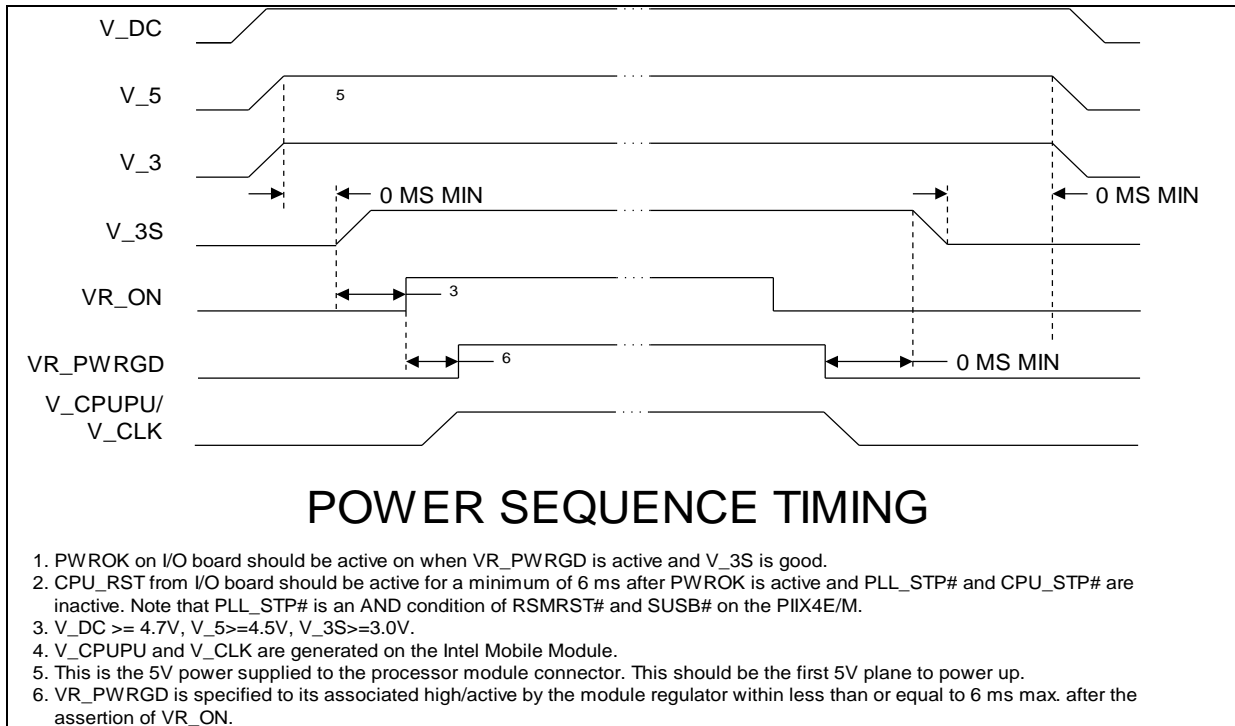 V_DC
V_5
5
V_3
0 MS MIN
0 MS MIN
V_3S
VR_ON
3
VR_PWRGD
6
0 MS MIN
V_CPUPU/
V_CLK
POWER SEQUENCE TIMING
1. PWROK on I/O board should be active on when VR_PWRGD is active and V_3S is good.
2. CPU_RST from I/O board should be active for a minimum of 6 ms after PWROK is active and PLL_STP# and CPU_STP# are
inactive. Note that PLL_STP# is an AND condition of RSMRST# and SUSB# on the PIIX4E/M.
3. V_DC >= 4.7V, V_5>=4.5V, V_3S>=3.0V.
4. V_CPUPU and V_CLK are generated on the Intel Mobile Module.
5. This is the 5V power supplied to the processor module connector. This should be the first 5V plane to power up.
6. VR_PWRGD is specified to its associated high/active by the module regulator within less than or equal to 6 ms max. after the
assertion of VR_ON.